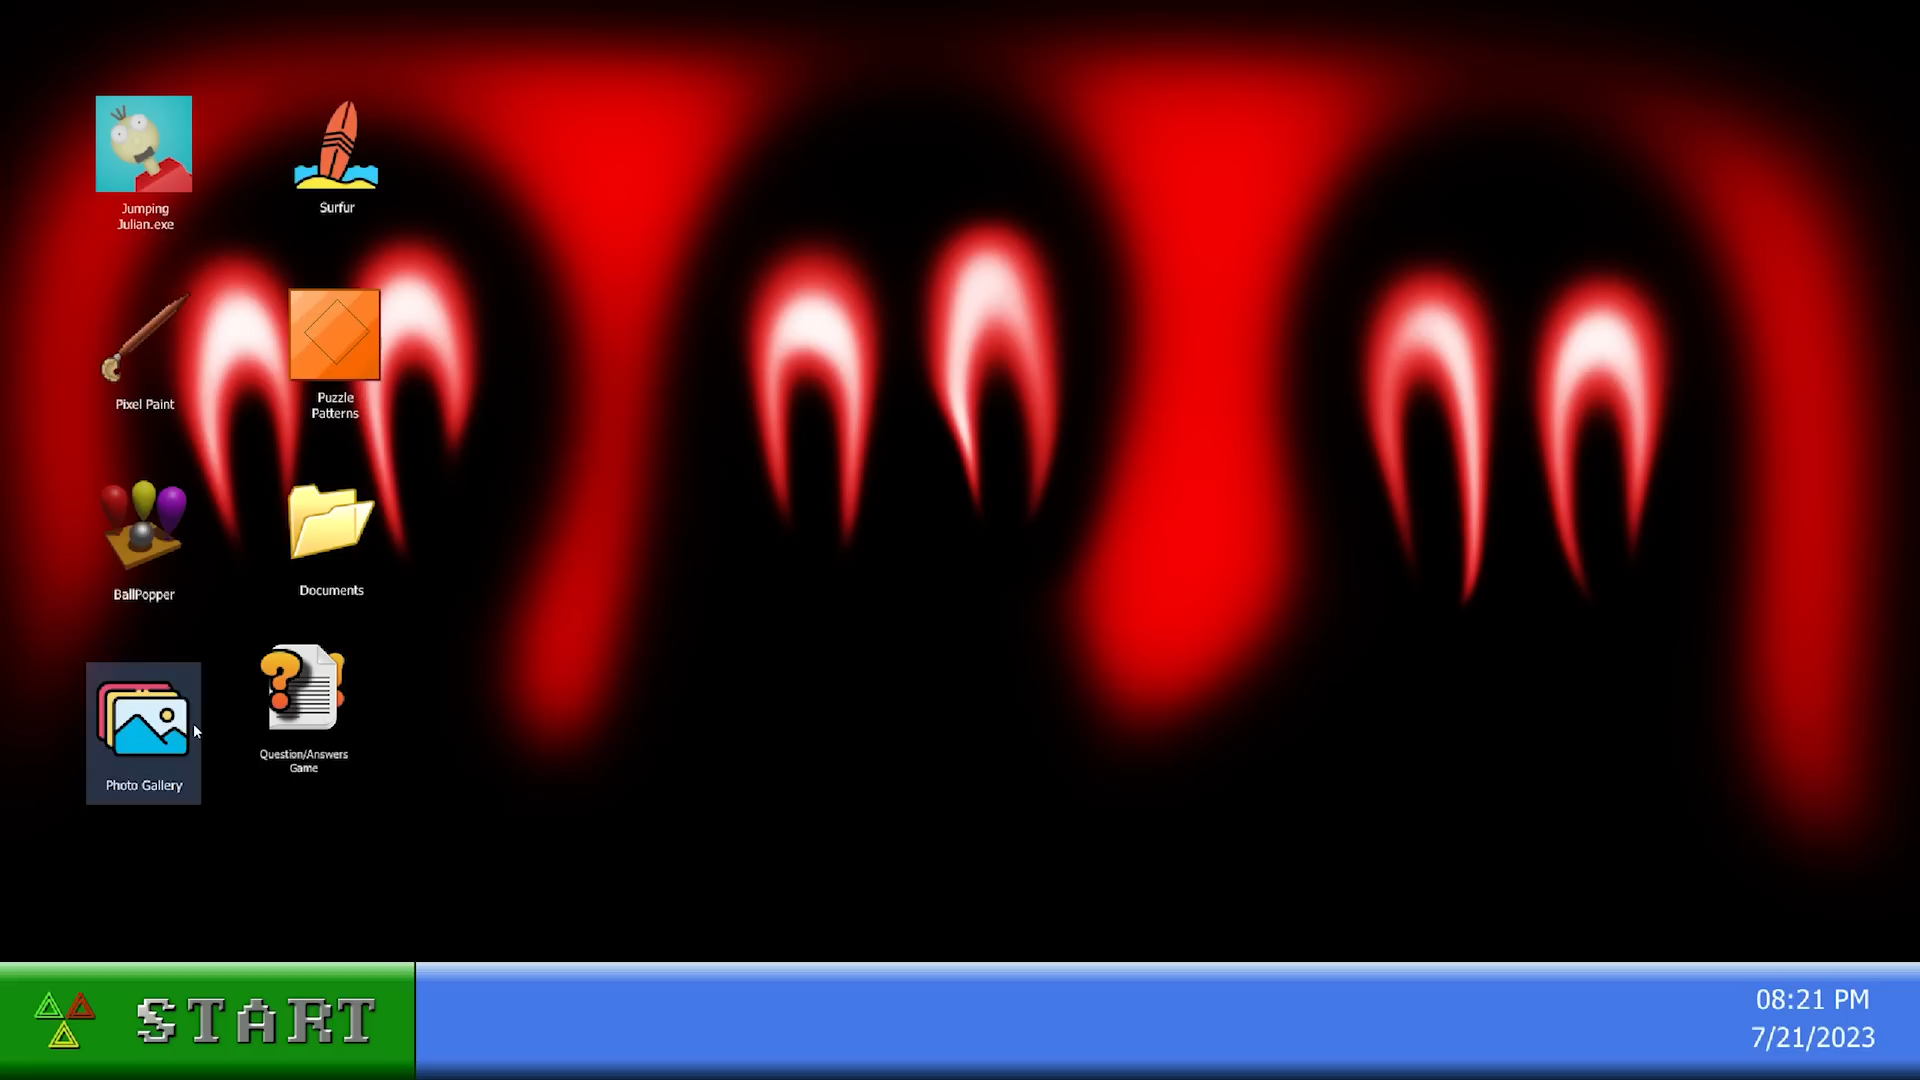 Jumping
Julian.exe
Surfur
Pixel Paint
Puzzle
Patterns
BallPopper
Documents
Photo Gallery
Question/Answers
Game
START
08:21 PM
7/21/2023